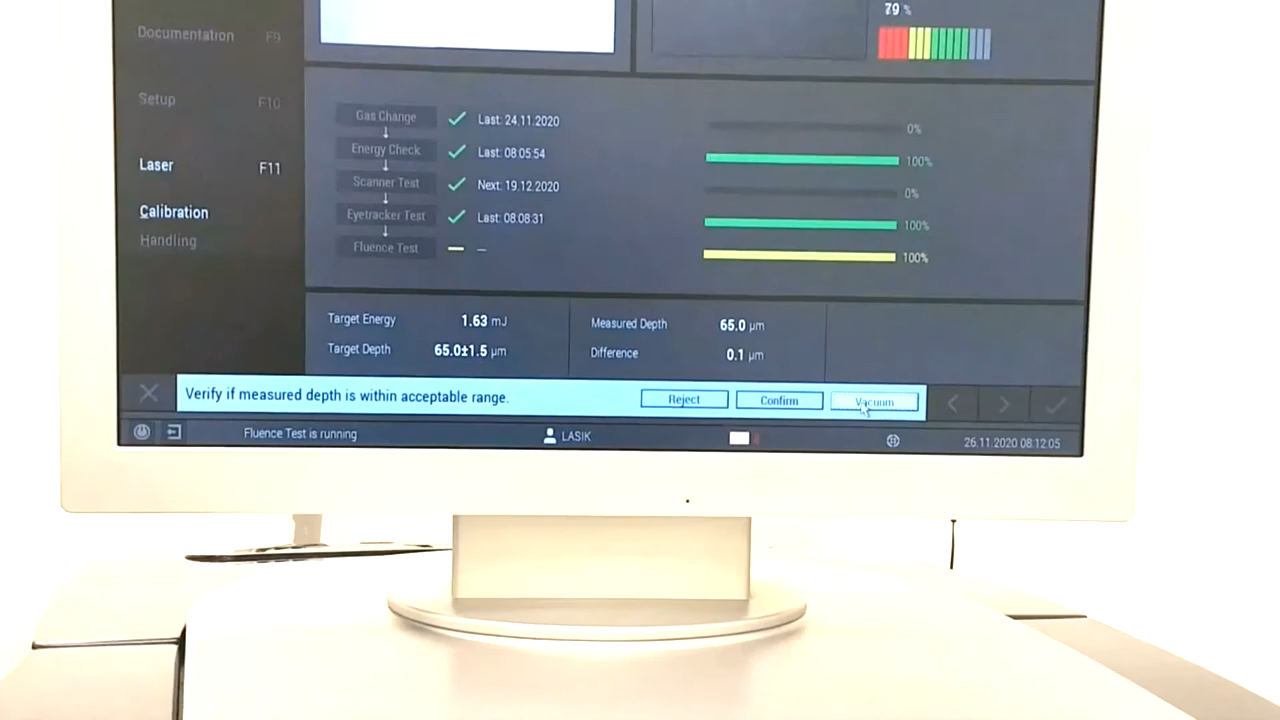 79 %
Documentation F9
Setup F10
Laser F11
Calibration
Handling
Gas Change Last: 24.11.2020 0%
Energy Check Last: 08:05:54 100%
Scanner Test Next: 19.12.2020 0%
Eyetracker Test Last: 08:08:31 100%
Fluence Test – 100%
Target Energy 1.63 mJ
Target Depth 65.0±1.5 µm
Measured Depth 65.0 µm
Difference 0.1 µm
Verify if measured depth is within acceptable range. Reject Confirm Vacuum
Fluence Test is running LASIK 26.11.2020 08:12:05